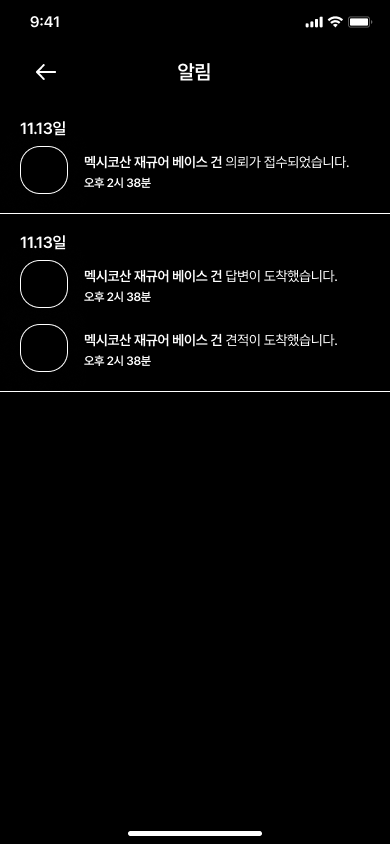 9:41
알림
11.13일
멕시코산 재규어 베이스 건 의뢰가 접수되었습니다.
오후 2시 38분
11.13일
멕시코산 재규어 베이스 건 답변이 도착했습니다.
오후 2시 38분
멕시코산 재규어 베이스 건 견적이 도착했습니다.
오후 2시 38분